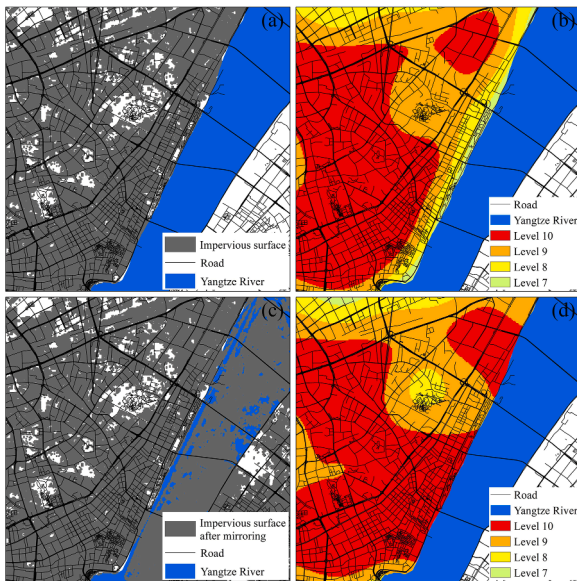 (a)
Impervious surface
Road
Yangtze River
(b)
Road
Yangtze River
Level 10
Level 9
Level 8
Level 7
(c)
Impervious surface
after mirroring
Road
Yangtze River
(d)
Road
Yangtze River
Level 10
Level 9
Level 8
Level 7